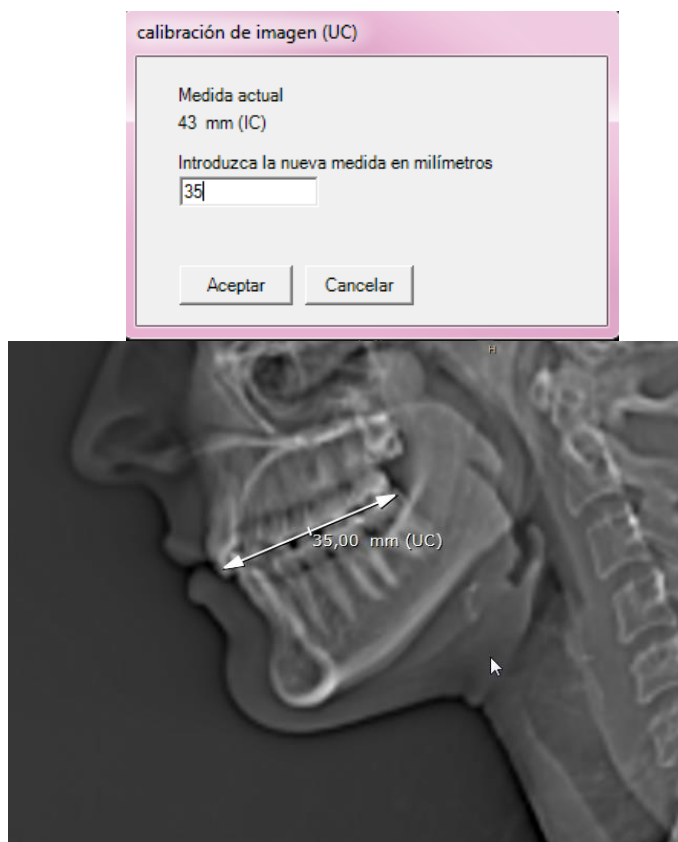 calibración de imagen (UC)
Medida actual
43 mm (IC)
Introduzca la nueva medida en milímetros
35
Aceptar Cancelar
H
35,00 mm (UC)